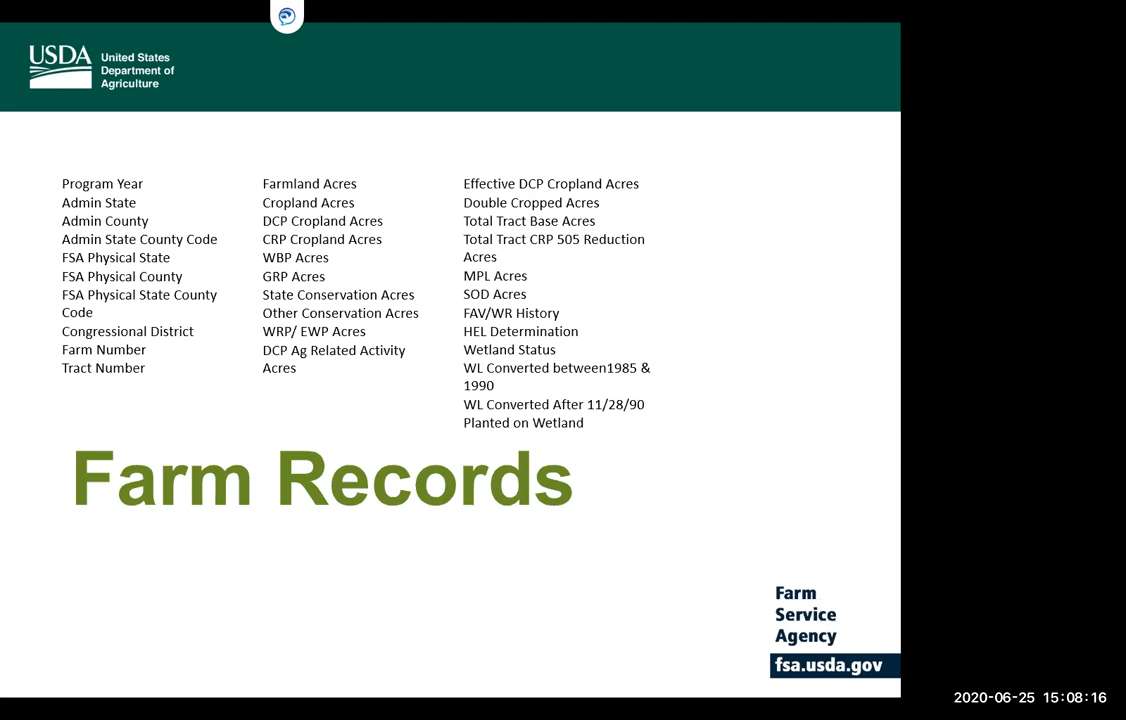 USDA
United States
Department of
Agriculture
Program Year
Admin State
Admin County
Admin State County Code
FSA Physical State
FSA Physical County
FSA Physical State County
Code
Congressional District
Farm Number
Tract Number
Farmland Acres
Cropland Acres
DCP Cropland Acres
CRP Cropland Acres
WBP Acres
GRP Acres
State Conservation Acres
Other Conservation Acres
WRP/ EWP Acres
DCP Ag Related Activity
Acres
Effective DCP Cropland Acres
Double Cropped Acres
Total Tract Base Acres
Total Tract CRP 505 Reduction
Acres
MPL Acres
SOD Acres
FAV/WR History
HEL Determination
Wetland Status
WL Converted between1985 &
1990
WL Converted After 11/28/90
Planted on Wetland
Farm Records
Farm
Service
Agency
fsa.usda.gov
2020-06-25 15:08:16